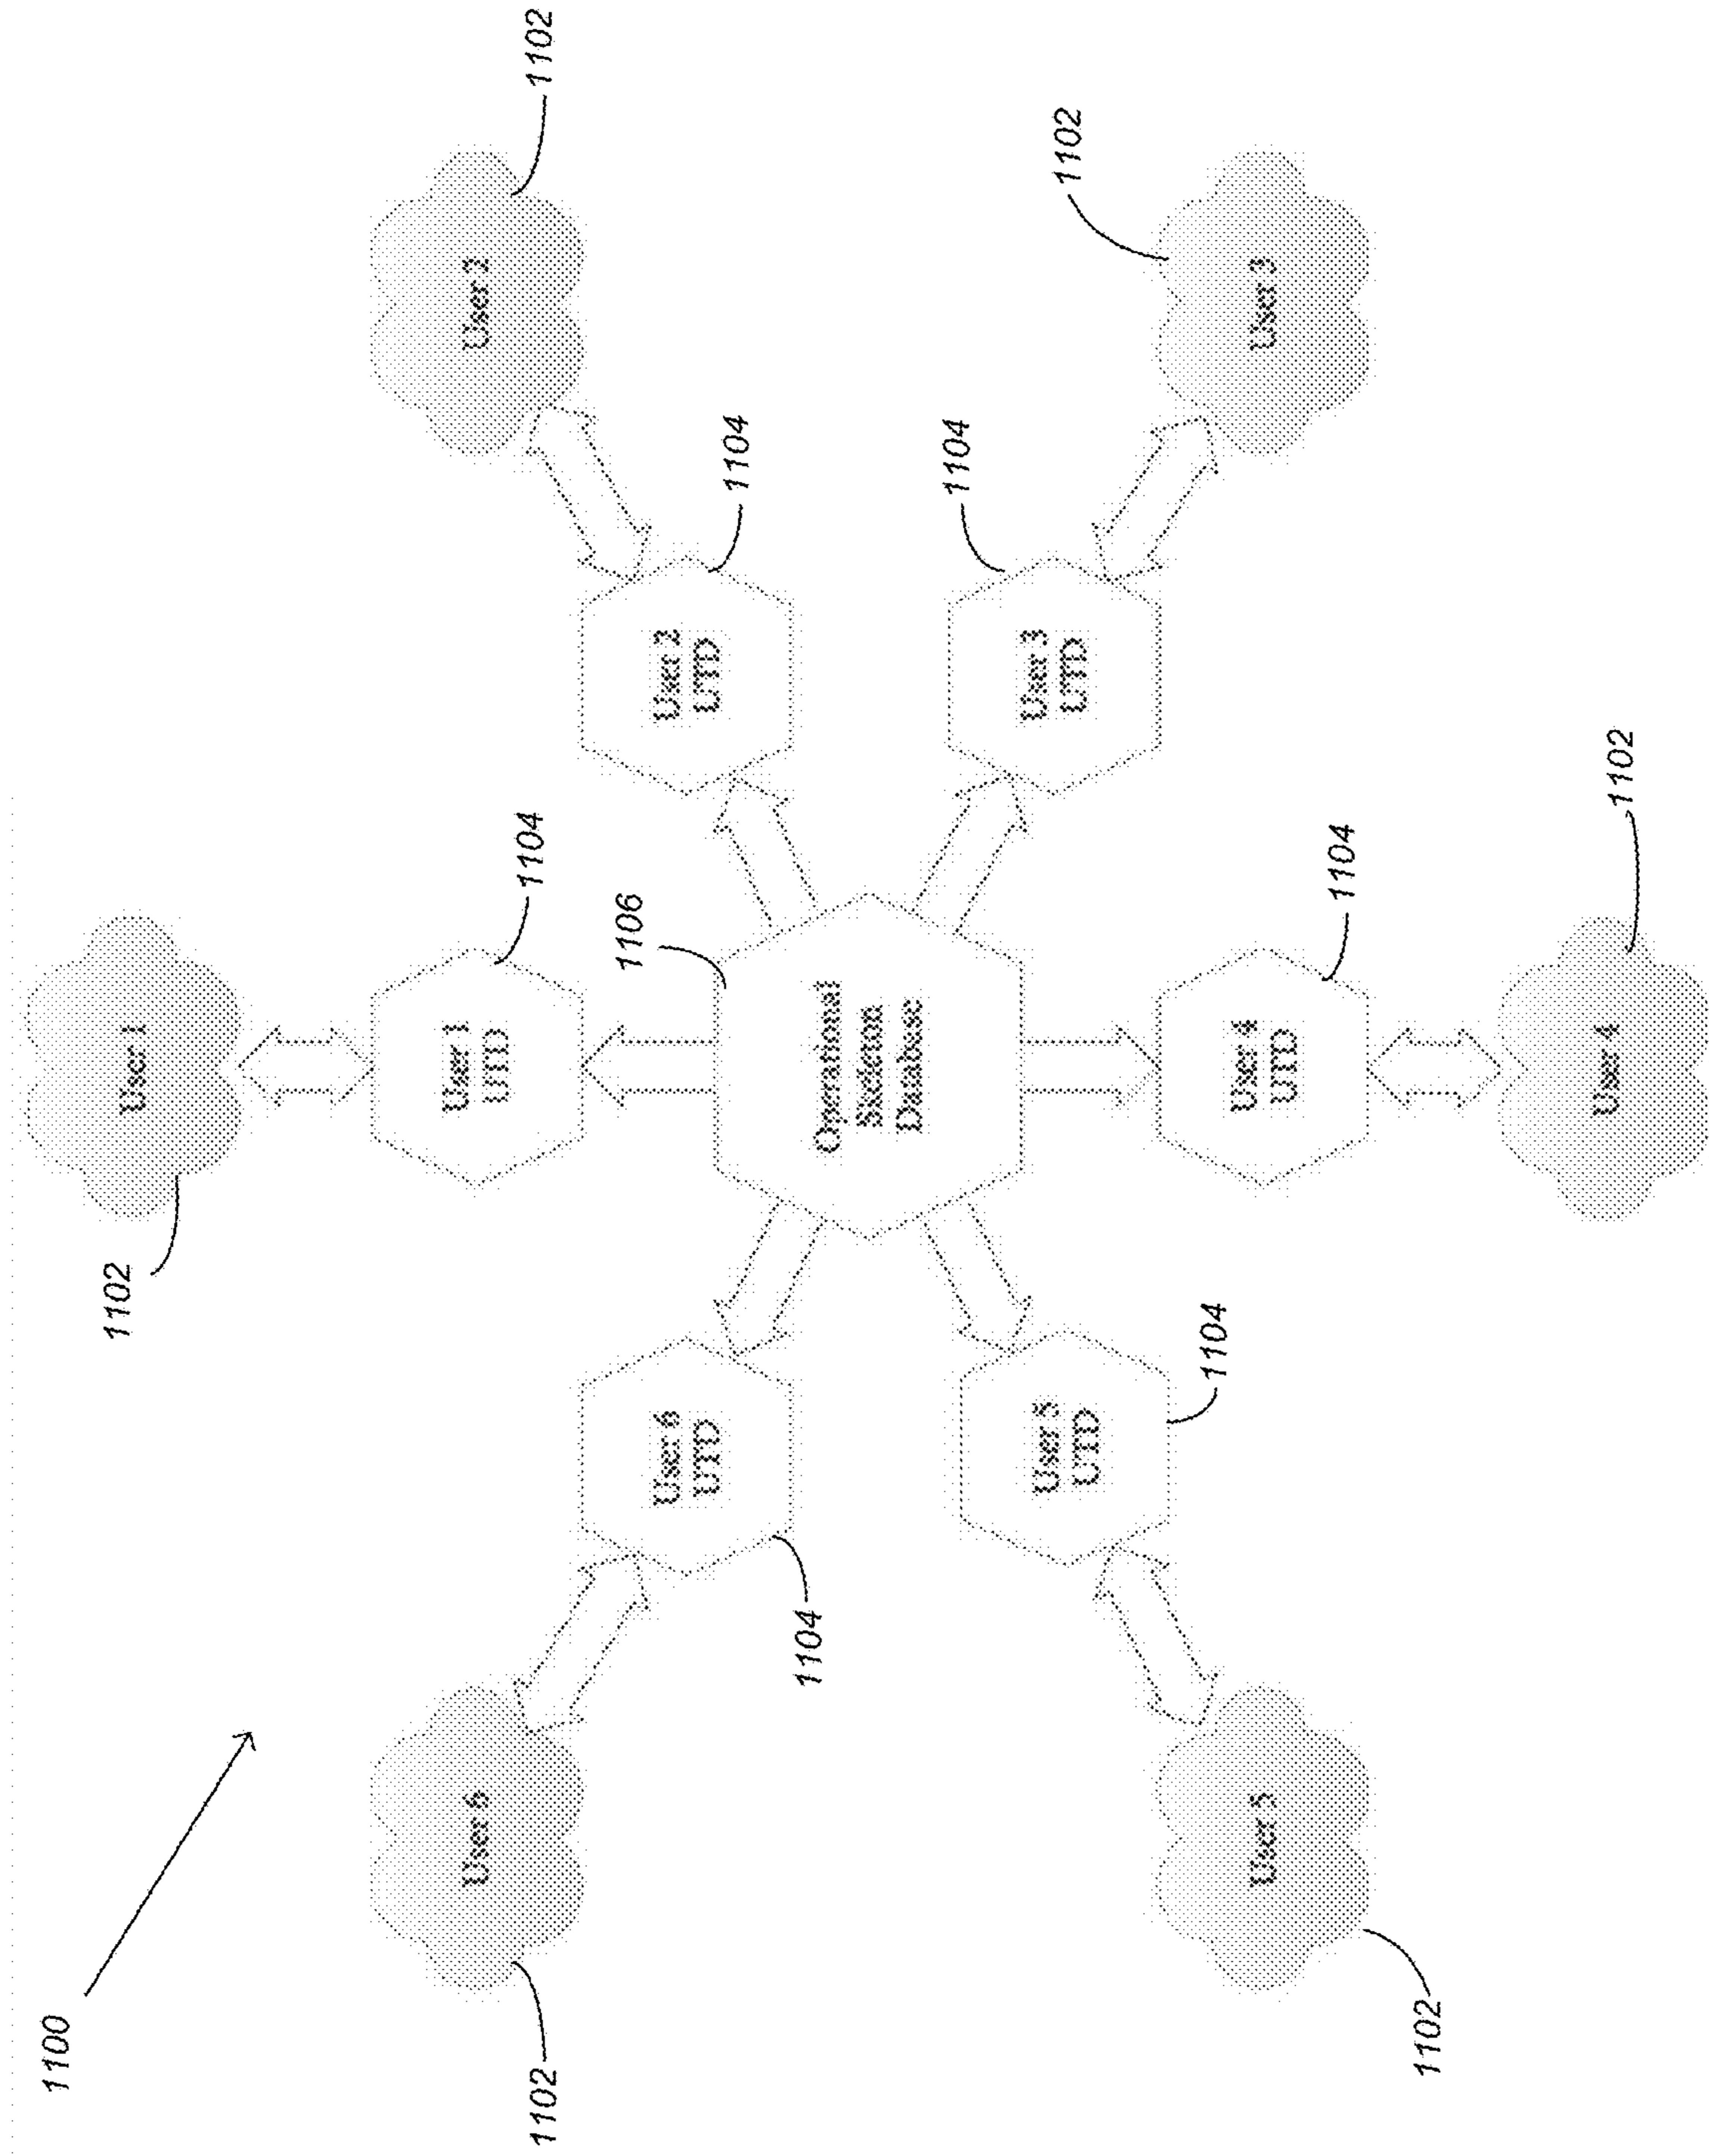 1100
1102
User 1
1102
User 6
1102
User 2
User 1
UTD
1104
1106
User 6
UTD
1104
User 2
UTD
1104
Operational
Skeleton
Database
User 5
UTD
1104
User 3
UTD
1104
1102
User 3
User 4
UTD
1104
User 5
1102
User 4
1102